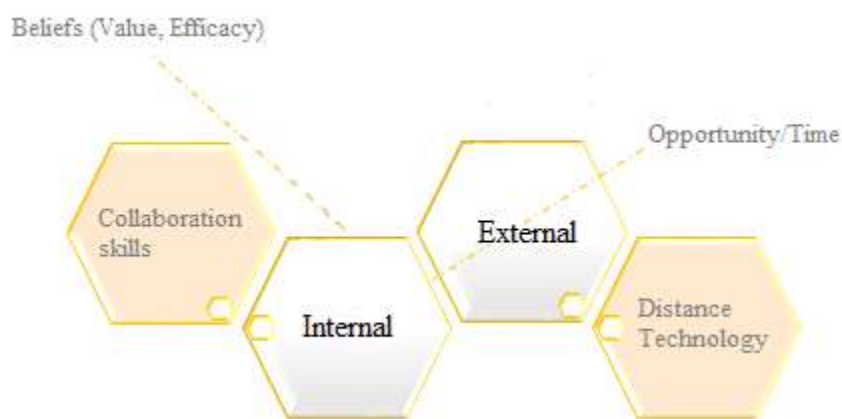 Beliefs (Value, Efficacy)
Opportunity/Time
Collaboration
skills
External
Internal
Distance
Technology